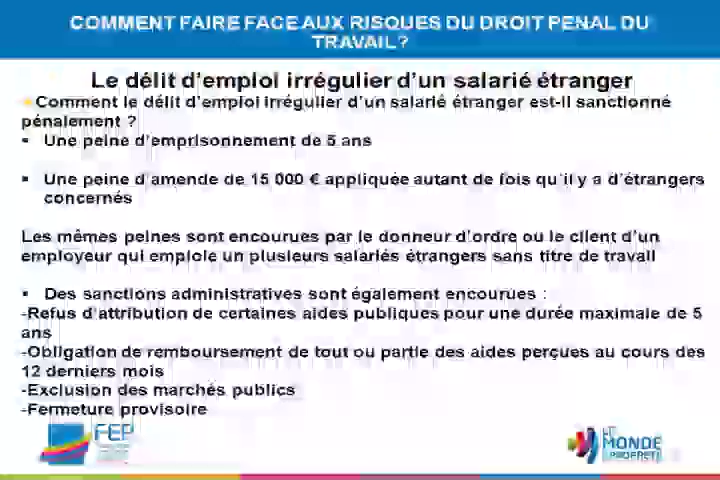 COMMENT FAIRE FACE AUX RISQUES DU DROIT PENAL DU
TRAVAIL?
Le délit d'emploi irrégulier d'un salarié étranger
Comment le délit d'emploi irrégulier d'un salarié étranger est-il sanctionné
pénalement ?
▪ Une peine d'emprisonnement de 5 ans
▪ Une peine d'amende de 15 000 € appliquée autant de fois qu'il y a d'étrangers
concernés
Les mêmes peines sont encourues par le donneur d'ordre ou le client d'un
employeur qui emploie un plusieurs salariés étrangers sans titre de travail
▪ Des sanctions administratives sont également encourues :
-Refus d'attribution de certaines aides publiques pour une durée maximale de 5
ans
-Obligation de remboursement de tout ou partie des aides perçues au cours des
12 derniers mois
-Exclusion des marchés publics
-Fermeture provisoire
FEP
LE
MONDE
PROPRETÉ